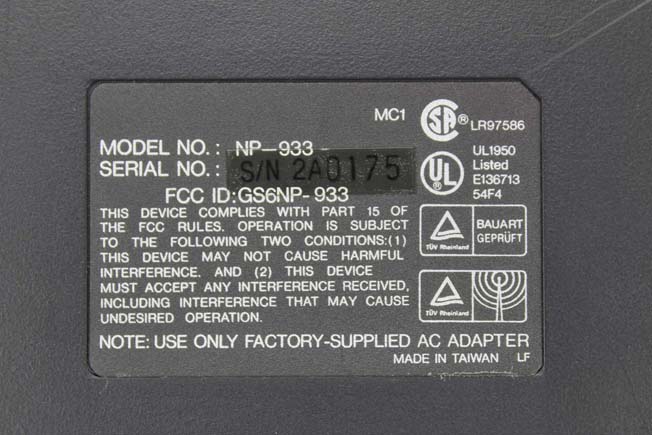 MC1
SA® LR97586
MODEL NO.: NP-933
SERIAL NO.: S/N 2A0175
UL® UL1950
Listed
E136713
54F4
FCC ID:GS6NP-933
THIS DEVICE COMPLIES WITH PART 15 OF
THE FCC RULES. OPERATION IS SUBJECT
TO THE FOLLOWING TWO CONDITIONS:(1)
THIS DEVICE MAY NOT CAUSE HARMFUL
INTERFERENCE. AND (2) THIS DEVICE
MUST ACCEPT ANY INTERFERENCE RECEIVED,
INCLUDING INTERFERENCE THAT MAY CAUSE
UNDESIRED OPERATION.
TÜV Rheinland
BAUART
GEPRÜFT
TÜV Rheinland
NOTE: USE ONLY FACTORY-SUPPLIED AC ADAPTER
MADE IN TAIWAN LF